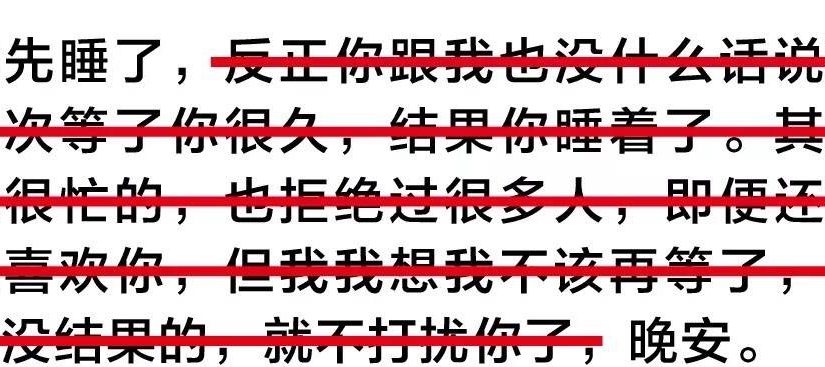 先睡了，反正你跟我也没什么话说
次等了你很久，结果你睡着了。其
很忙的，也拒绝过很多人，即便还
喜欢你，但我我想我不该再等了，
没结果的，就不打扰你了，晚安。